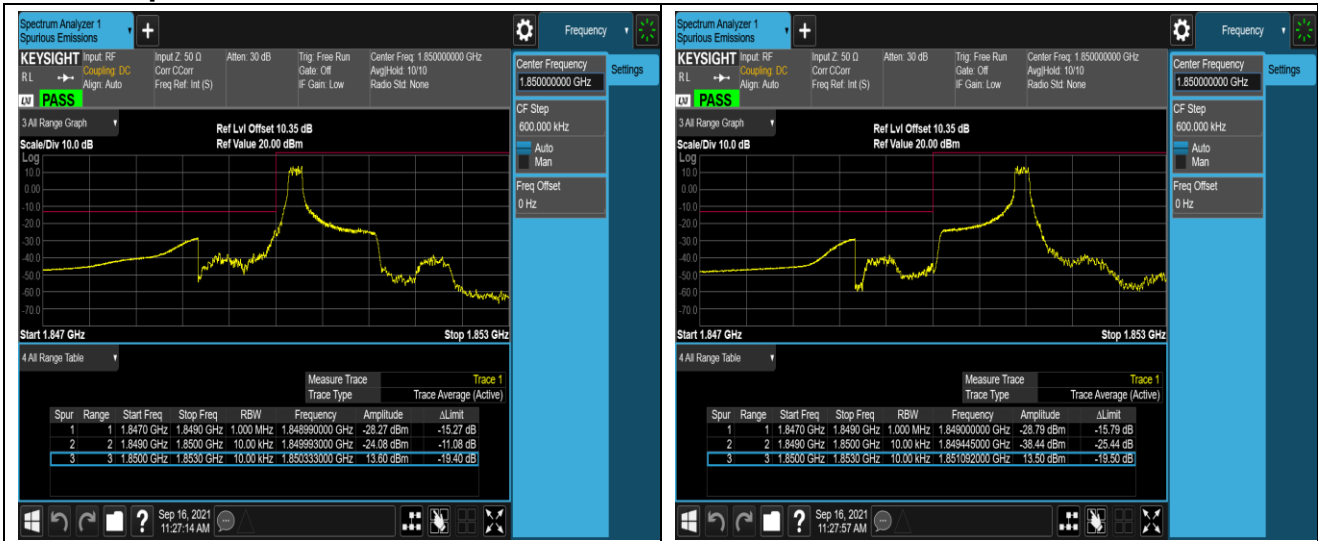 Spectrum Analyzer 1
Spurious Emissions
Frequency
KEYSIGHT
Input: RF
Coupling: DC
Align: Auto
Input Z: 50 Ω
Corr CCorr
Freq Ref: Int (S)
Atten: 30 dB
Trig: Free Run
Gate: Off
IF Gain: Low
Center Freq: 1.850000000 GHz
Avg|Hold: 10/10
Radio Std: None
RL
LXI
PASS
Center Frequency
1.850000000 GHz
Settings
CF Step
600.000 kHz
Auto
Man
Freq Offset
0 Hz
3 All Range Graph
Ref Lvl Offset 10.35 dB
Scale/Div 10.0 dB
Ref Value 20.00 dBm
Log
10.0
0.00
-10.0
-20.0
-30.0
-40.0
-50.0
-60.0
-70.0
Start 1.847 GHz
Stop 1.853 GHz
4 All Range Table
Measure Trace Trace 1
Trace Type Trace Average (Active)
Spur Range Start Freq Stop Freq RBW Frequency Amplitude ΔLimit
1 1 1.8470 GHz 1.8490 GHz 1.000 MHz 1.848990000 GHz -28.27 dBm -15.27 dB
2 2 1.8490 GHz 1.8500 GHz 10.00 kHz 1.849993000 GHz -24.08 dBm -11.08 dB
3 3 1.8500 GHz 1.8530 GHz 10.00 kHz 1.850333000 GHz 13.60 dBm -19.40 dB
?
Sep 16, 2021
11:27:14 AM
Spectrum Analyzer 1
Spurious Emissions
Frequency
KEYSIGHT
Input: RF
Coupling: DC
Align: Auto
Input Z: 50 Ω
Corr CCorr
Freq Ref: Int (S)
Atten: 30 dB
Trig: Free Run
Gate: Off
IF Gain: Low
Center Freq: 1.850000000 GHz
Avg|Hold: 10/10
Radio Std: None
RL
LXI
PASS
Center Frequency
1.850000000 GHz
Settings
CF Step
600.000 kHz
Auto
Man
Freq Offset
0 Hz
3 All Range Graph
Ref Lvl Offset 10.35 dB
Scale/Div 10.0 dB
Ref Value 20.00 dBm
Log
10.0
0.00
-10.0
-20.0
-30.0
-40.0
-50.0
-60.0
-70.0
Start 1.847 GHz
Stop 1.853 GHz
4 All Range Table
Measure Trace Trace 1
Trace Type Trace Average (Active)
Spur Range Start Freq Stop Freq RBW Frequency Amplitude ΔLimit
1 1 1.8470 GHz 1.8490 GHz 1.000 MHz 1.849000000 GHz -28.79 dBm -15.79 dB
2 2 1.8490 GHz 1.8500 GHz 10.00 kHz 1.849445000 GHz -38.44 dBm -25.44 dB
3 3 1.8500 GHz 1.8530 GHz 10.00 kHz 1.851092000 GHz 13.50 dBm -19.50 dB
?
Sep 16, 2021
11:27:57 AM